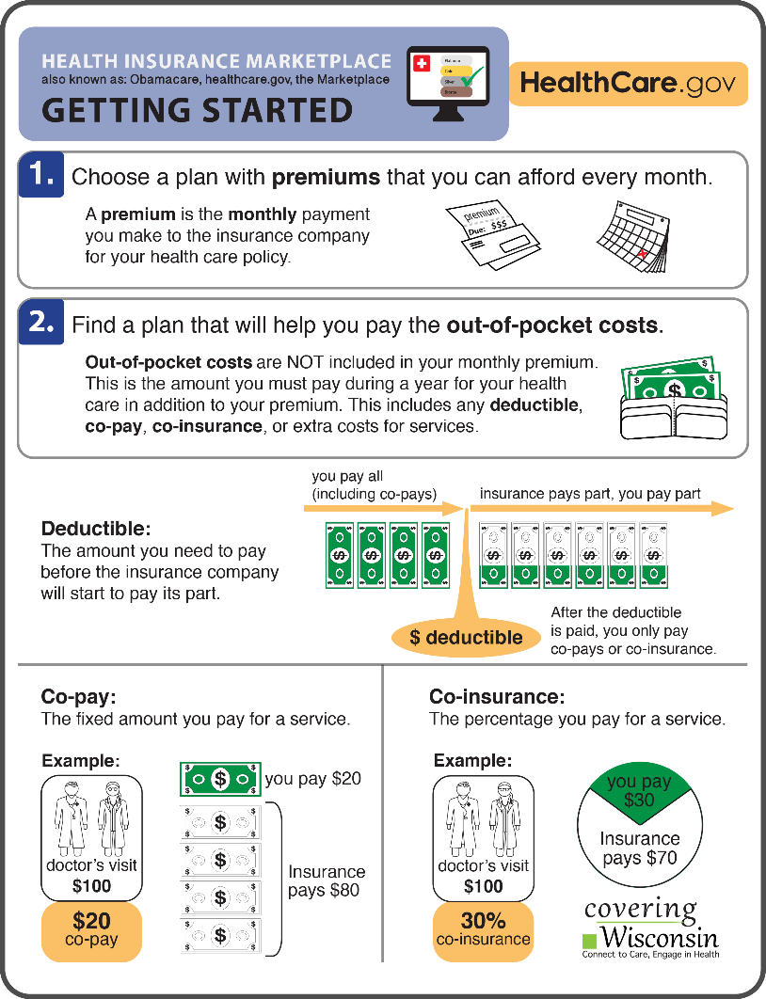 HEALTH INSURANCE MARKETPLACE
also known as: Obamacare, healthcare.gov, the Marketplace
GETTING STARTED
Platinum
Gold
Silver
Bronze
HealthCare.gov
1. Choose a plan with premiums that you can afford every month.
A premium is the monthly payment
you make to the insurance company
for your health care policy.
premium
Due: $$$
2. Find a plan that will help you pay the out-of-pocket costs.
Out-of-pocket costs are NOT included in your monthly premium.
This is the amount you must pay during a year for your health
care in addition to your premium. This includes any deductible,
co-pay, co-insurance, or extra costs for services.
you pay all
(including co-pays)
insurance pays part, you pay part
Deductible:
The amount you need to pay
before the insurance company
will start to pay its part.
$ deductible
After the deductible
is paid, you only pay
co-pays or co-insurance.
Co-pay:
The fixed amount you pay for a service.
Example:
doctor's visit
$100
$20
co-pay
you pay $20
Insurance
pays $80
Co-insurance:
The percentage you pay for a service.
Example:
doctor's visit
$100
30%
co-insurance
you pay
$30
Insurance
pays $70
covering
Wisconsin
Connect to Care, Engage in Health